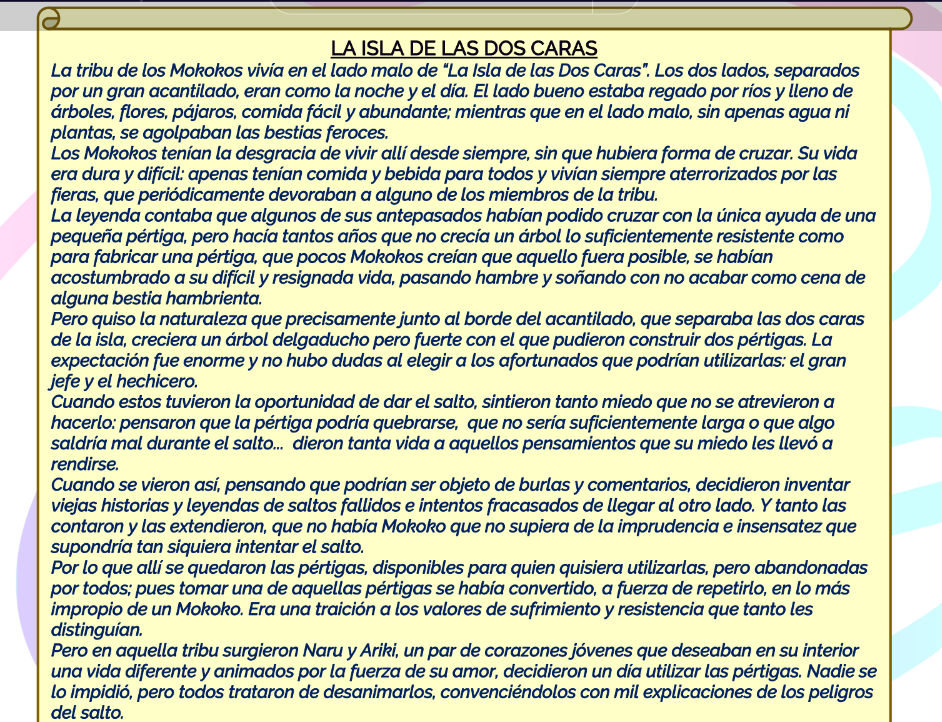 LA ISLA DE LAS DOS CARAS
La tribu de los Mokokos vivía en el lado malo de “La Isla de las Dos Caras”. Los dos lados, separados
por un gran acantilado, eran como la noche y el día. El lado bueno estaba regado por ríos y lleno de
árboles, flores, pájaros, comida fácil y abundante; mientras que en el lado malo, sin apenas agua ni
plantas, se agolpaban las bestias feroces.
Los Mokokos tenían la desgracia de vivir allí desde siempre, sin que hubiera forma de cruzar. Su vida
era dura y difícil: apenas tenían comida y bebida para todos y vivían siempre aterrorizados por las
fieras, que periódicamente devoraban a alguno de los miembros de la tribu.
La leyenda contaba que algunos de sus antepasados habían podido cruzar con la única ayuda de una
pequeña pértiga, pero hacía tantos años que no crecía un árbol lo suficientemente resistente como
para fabricar una pértiga, que pocos Mokokos creían que aquello fuera posible, se habían
acostumbrado a su difícil y resignada vida, pasando hambre y soñando con no acabar como cena de
alguna bestia hambrienta.
Pero quiso la naturaleza que precisamente junto al borde del acantilado, que separaba las dos caras
de la isla, creciera un árbol delgaducho pero fuerte con el que pudieron construir dos pértigas. La
expectación fue enorme y no hubo dudas al elegir a los afortunados que podrían utilizarlas: el gran
jefe y el hechicero.
Cuando estos tuvieron la oportunidad de dar el salto, sintieron tanto miedo que no se atrevieron a
hacerlo: pensaron que la pértiga podría quebrarse, que no sería suficientemente larga o que algo
saldría mal durante el salto... dieron tanta vida a aquellos pensamientos que su miedo les llevó a
rendirse.
Cuando se vieron así, pensando que podrían ser objeto de burlas y comentarios, decidieron inventar
viejas historias y leyendas de saltos fallidos e intentos fracasados de llegar al otro lado. Y tanto las
contaron y las extendieron, que no había Mokoko que no supiera de la imprudencia e insensatez que
supondría tan siquiera intentar el salto.
Por lo que allí se quedaron las pértigas, disponibles para quien quisiera utilizarlas, pero abandonadas
por todos; pues tomar una de aquellas pértigas se había convertido, a fuerza de repetirlo, en lo más
impropio de un Mokoko. Era una traición a los valores de sufrimiento y resistencia que tanto les
distinguían.
Pero en aquella tribu surgieron Naru y Ariki, un par de corazones jóvenes que deseaban en su interior
una vida diferente y animados por la fuerza de su amor, decidieron un día utilizar las pértigas. Nadie se
lo impidió, pero todos trataron de desanimarlos, convenciéndolos con mil explicaciones de los peligros
del salto.